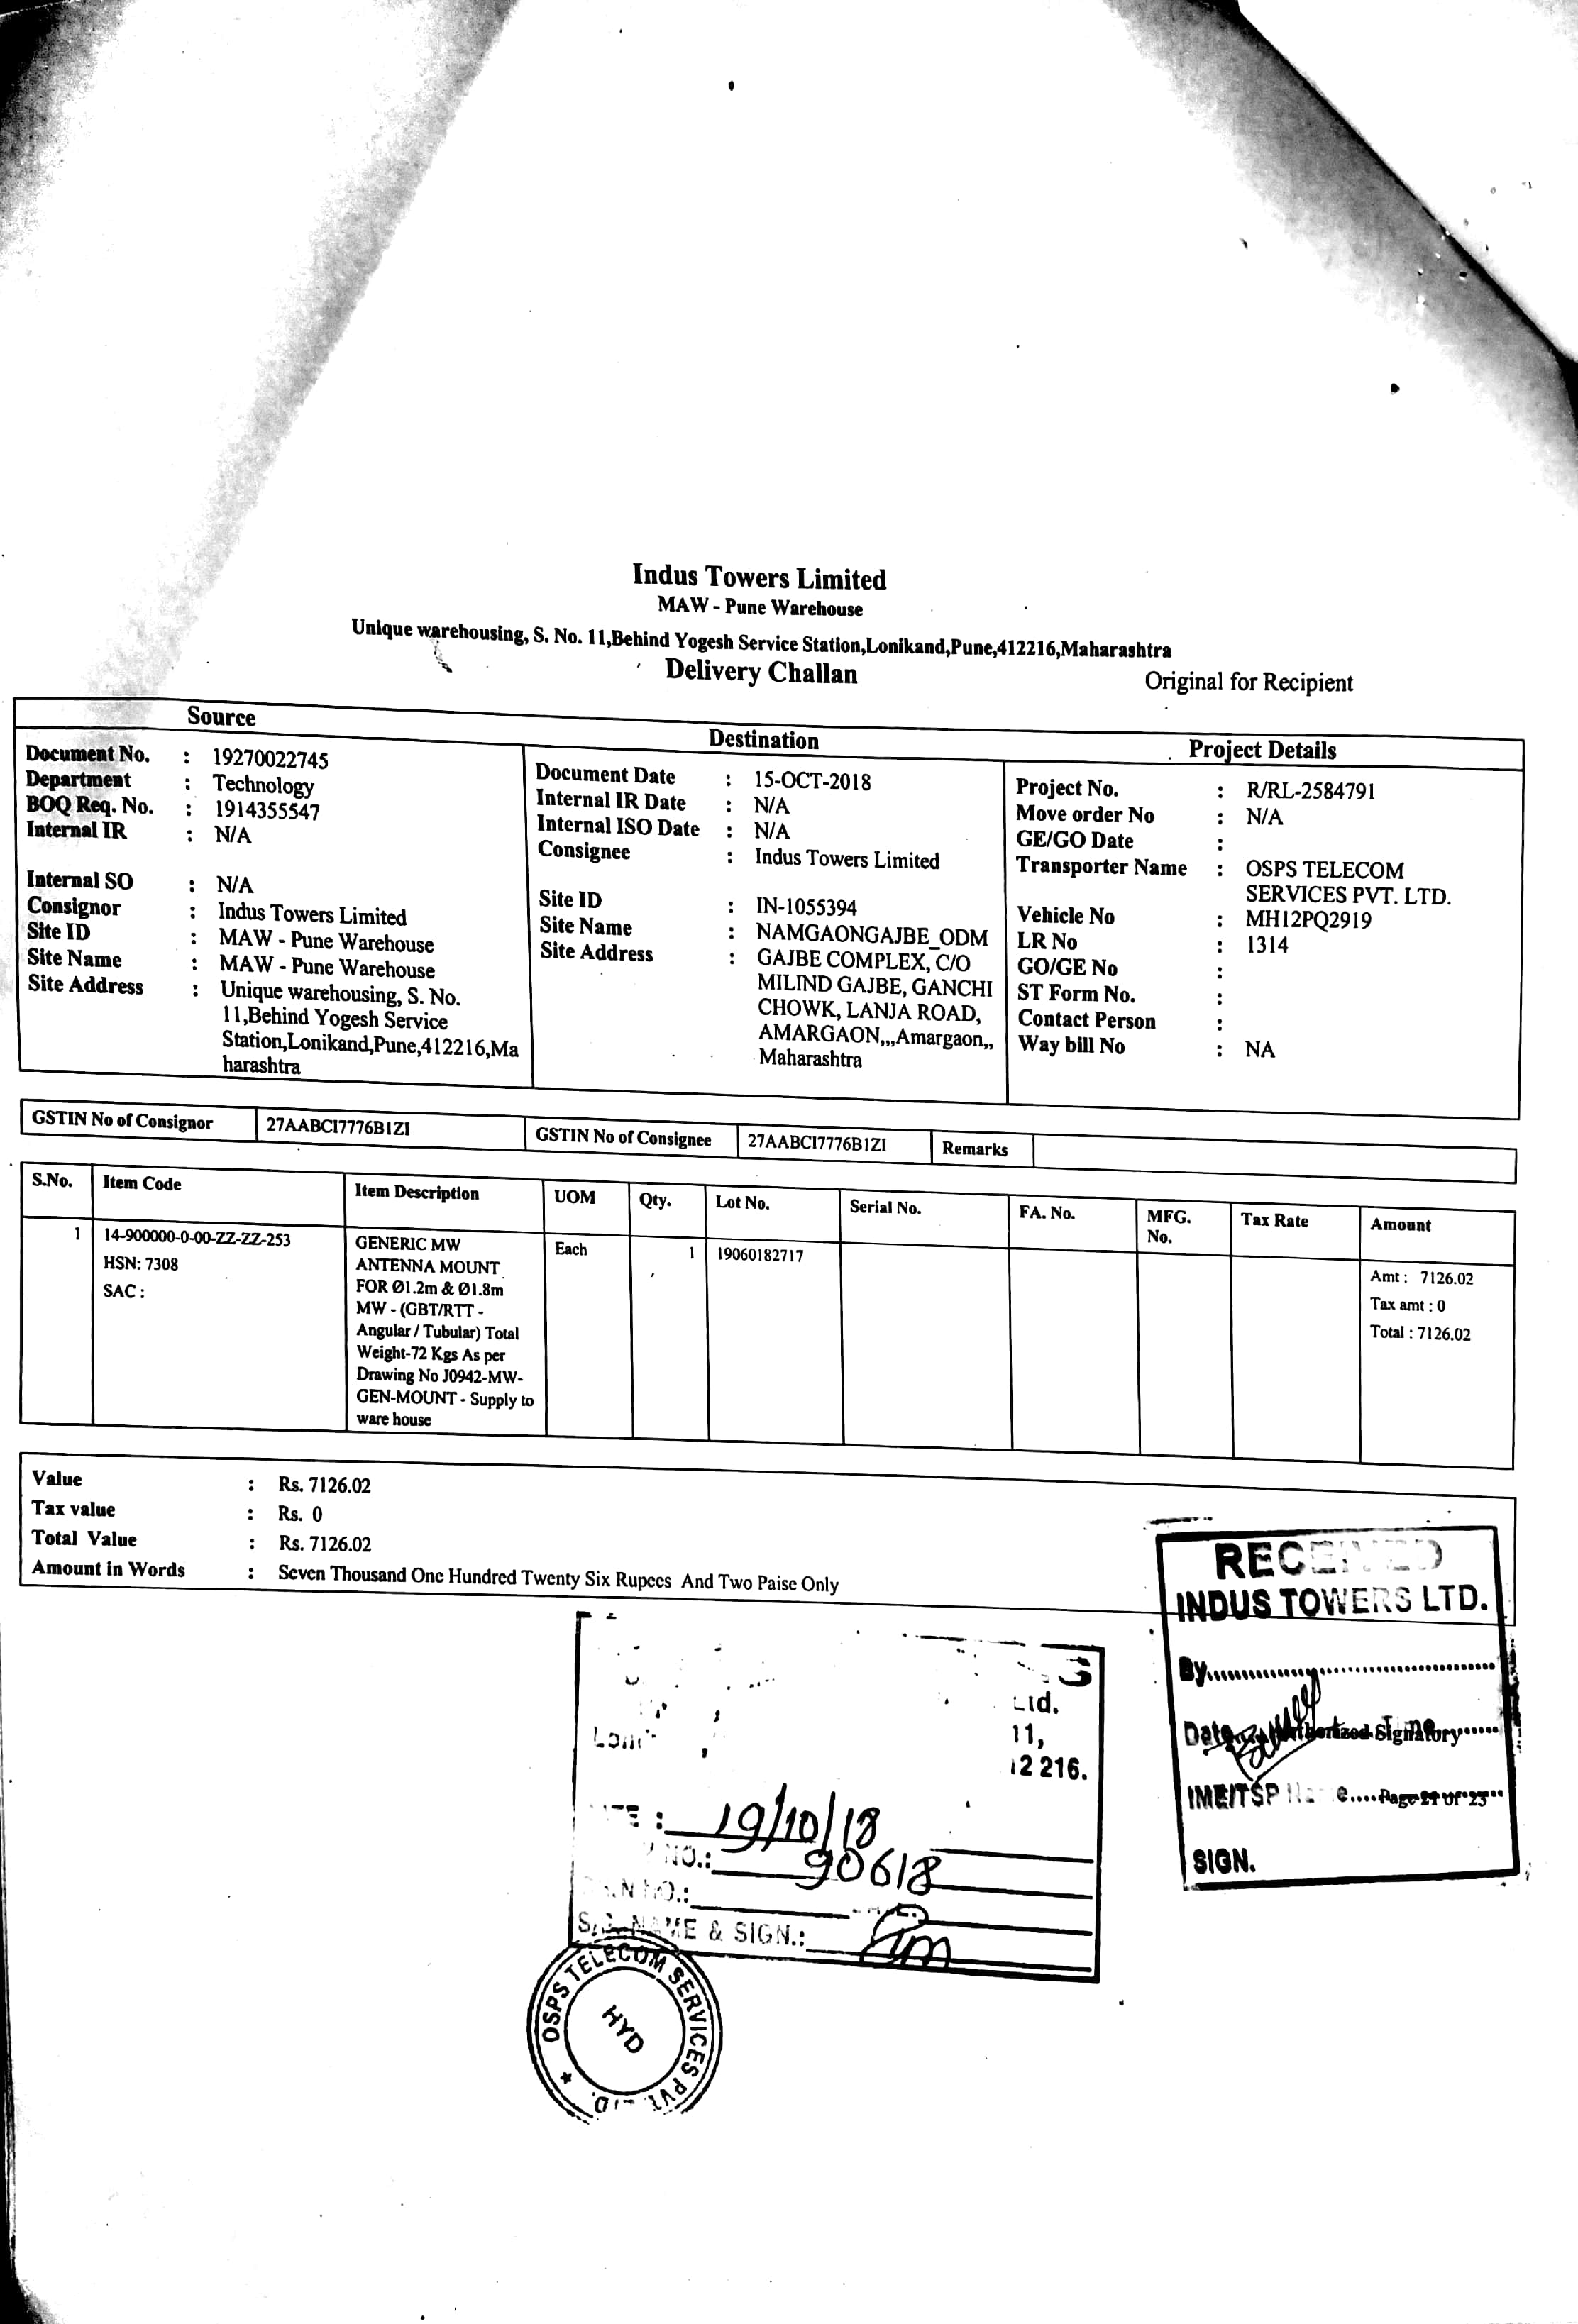 Indus Towers Limited
MAW - Pune Warehouse
Unique warehousing, S. No. 11,Behind Yogesh Service Station,Lonikand,Pune,412216,Maharashtra
Delivery Challan
Original for Recipient
Source
Document No. : 19270022745
Department : Technology
BOQ Req. No. : 1914355547
Internal IR : N/A
Internal SO : N/A
Consignor : Indus Towers Limited
Site ID : MAW - Pune Warehouse
Site Name : MAW - Pune Warehouse
Site Address : Unique warehousing, S. No.
11,Behind Yogesh Service
Station,Lonikand,Pune,412216,Ma
harashtra
Destination
Document Date : 15-OCT-2018
Internal IR Date : N/A
Internal ISO Date : N/A
Consignee : Indus Towers Limited
Site ID : IN-1055394
Site Name : NAMGAONGAJBE_ODM
Site Address : GAJBE COMPLEX, C/O
MILIND GAJBE, GANCHI
CHOWK, LANJA ROAD,
AMARGAON,,,Amargaon,,
Maharashtra
Project Details
Project No. : R/RL-2584791
Move order No : N/A
GE/GO Date :
Transporter Name : OSPS TELECOM
SERVICES PVT. LTD.
Vehicle No : MH12PQ2919
LR No : 1314
GO/GE No :
ST Form No. :
Contact Person :
Way bill No : NA
GSTIN No of Consignor 27AABCI7776B1ZI GSTIN No of Consignee 27AABCI7776B1ZI Remarks
S.No. Item Code Item Description UOM Qty. Lot No. Serial No. FA. No. MFG. No. Tax Rate Amount
1 14-900000-0-00-ZZ-ZZ-253
HSN: 7308
SAC :
GENERIC MW
ANTENNA MOUNT
FOR Ø1.2m & Ø1.8m
MW - (GBT/RTT -
Angular / Tubular) Total
Weight-72 Kgs As per
Drawing No J0942-MW-
GEN-MOUNT - Supply to
ware house
Each 1 19060182717
Amt : 7126.02
Tax amt : 0
Total : 7126.02
Value : Rs. 7126.02
Tax value : Rs. 0
Total Value : Rs. 7126.02
Amount in Words : Seven Thousand One Hundred Twenty Six Rupees And Two Paise Only
RECEIVED
INDUS TOWERS LTD.
By
Date
Authorized Signatory
IME/TSP
Page 21 of 23
SIGN.
Ltd.
11,
12 216.
19/10/18
NO.: 90618
NAME & SIGN.:
OSPS TELECOM SERVICES PVT. LTD.
HYD